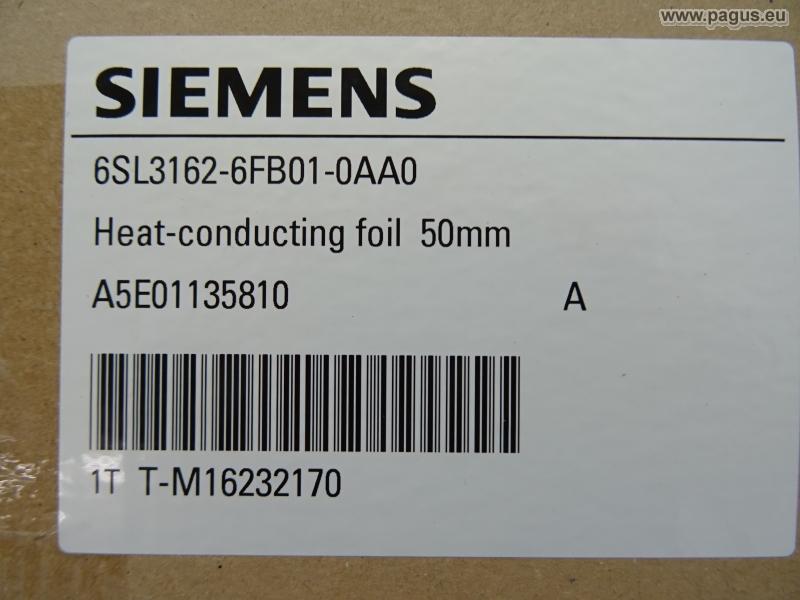 www.pagus.eu
SIEMENS
6SL3162-6FB01-0AA0
Heat-conducting foil 50mm
A5E01135810 A
1T T-M16232170